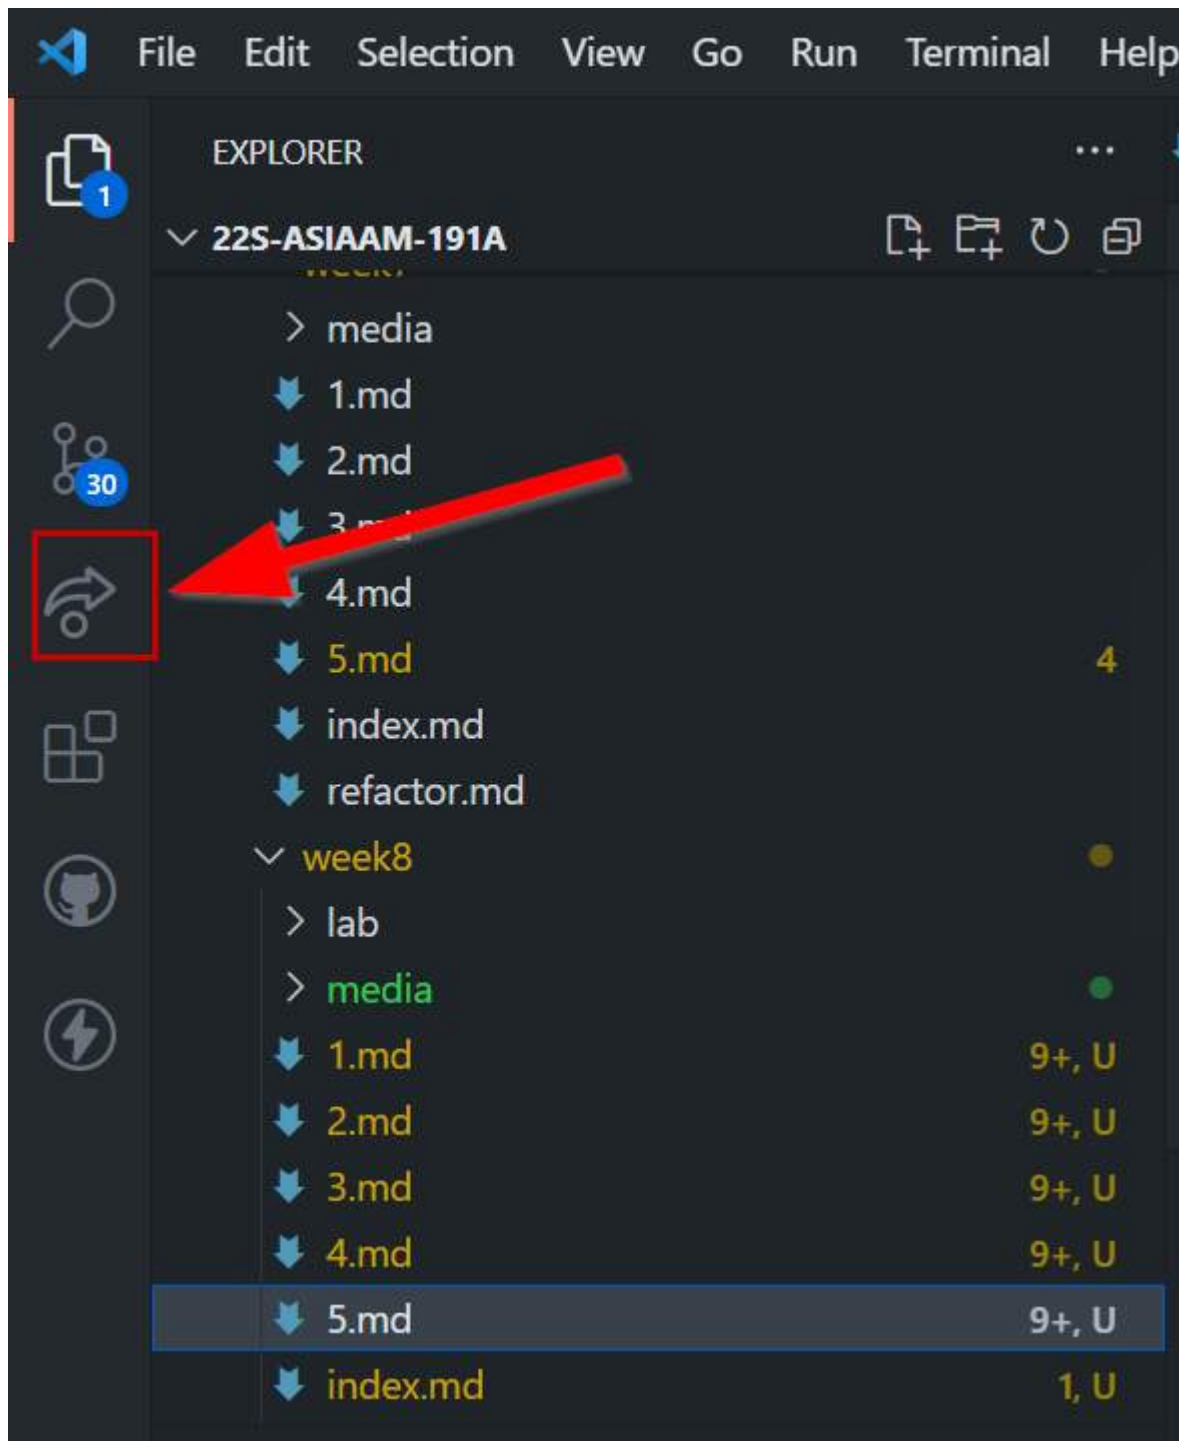 File Edit Selection View Go Run Terminal Help
EXPLORER ...
1
22S-ASIAAM-191A
media
1.md
2.md
30
4.md
5.md 4
index.md
refactor.md
week8
lab
media
1.md 9+, U
2.md 9+, U
3.md 9+, U
4.md 9+, U
5.md 9+, U
index.md 1, U